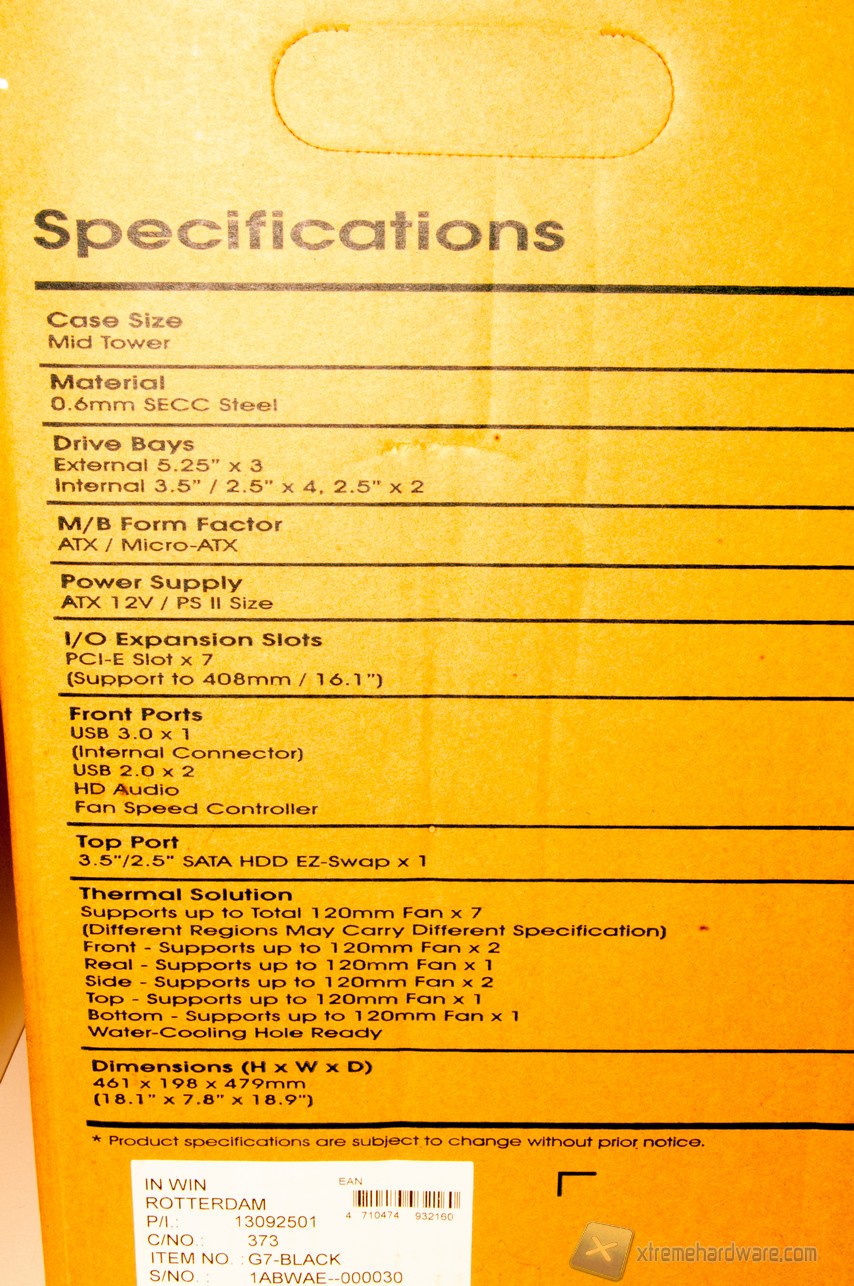 Specifications
Case Size
Mid Tower
Material
0.6mm SECC Steel
Drive Bays
External 5.25" x 3
Internal 3.5" / 2.5" x 4, 2.5" x 2
M/B Form Factor
ATX / Micro-ATX
Power Supply
ATX 12V / PS II Size
I/O Expansion Slots
PCI-E Slot x 7
(Support to 408mm / 16.1")
Front Ports
USB 3.0 x 1
(Internal Connector)
USB 2.0 x 2
HD Audio
Fan Speed Controller
Top Port
3.5"/2.5" SATA HDD EZ-Swap x 1
Thermal Solution
Supports up to Total 120mm Fan x 7
(Different Regions May Carry Different Specification)
Front - Supports up to 120mm Fan x 2
Real - Supports up to 120mm Fan x 1
Side - Supports up to 120mm Fan x 2
Top - Supports up to 120mm Fan x 1
Bottom - Supports up to 120mm Fan x 1
Water-Cooling Hole Ready
Dimensions (H x W x D)
461 x 198 x 479mm
(18.1" x 7.8" x 18.9")
* Product specifications are subject to change without prior notice.
IN WIN
EAN
ROTTERDAM
4 710474 932160
P/I.: 13092501
C/NO.: 373
ITEM NO. : G7-BLACK
S/NO. : 1ABWAE--000030
xtremehardware.com